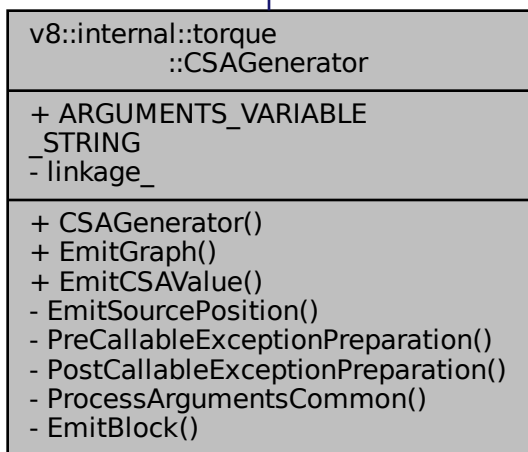 v8::internal::torque
::CSAGenerator
+ ARGUMENTS_VARIABLE
_STRING
- linkage_
+ CSAGenerator()
+ EmitGraph()
+ EmitCSAValue()
- EmitSourcePosition()
- PreCallableExceptionPreparation()
- PostCallableExceptionPreparation()
- ProcessArgumentsCommon()
- EmitBlock()